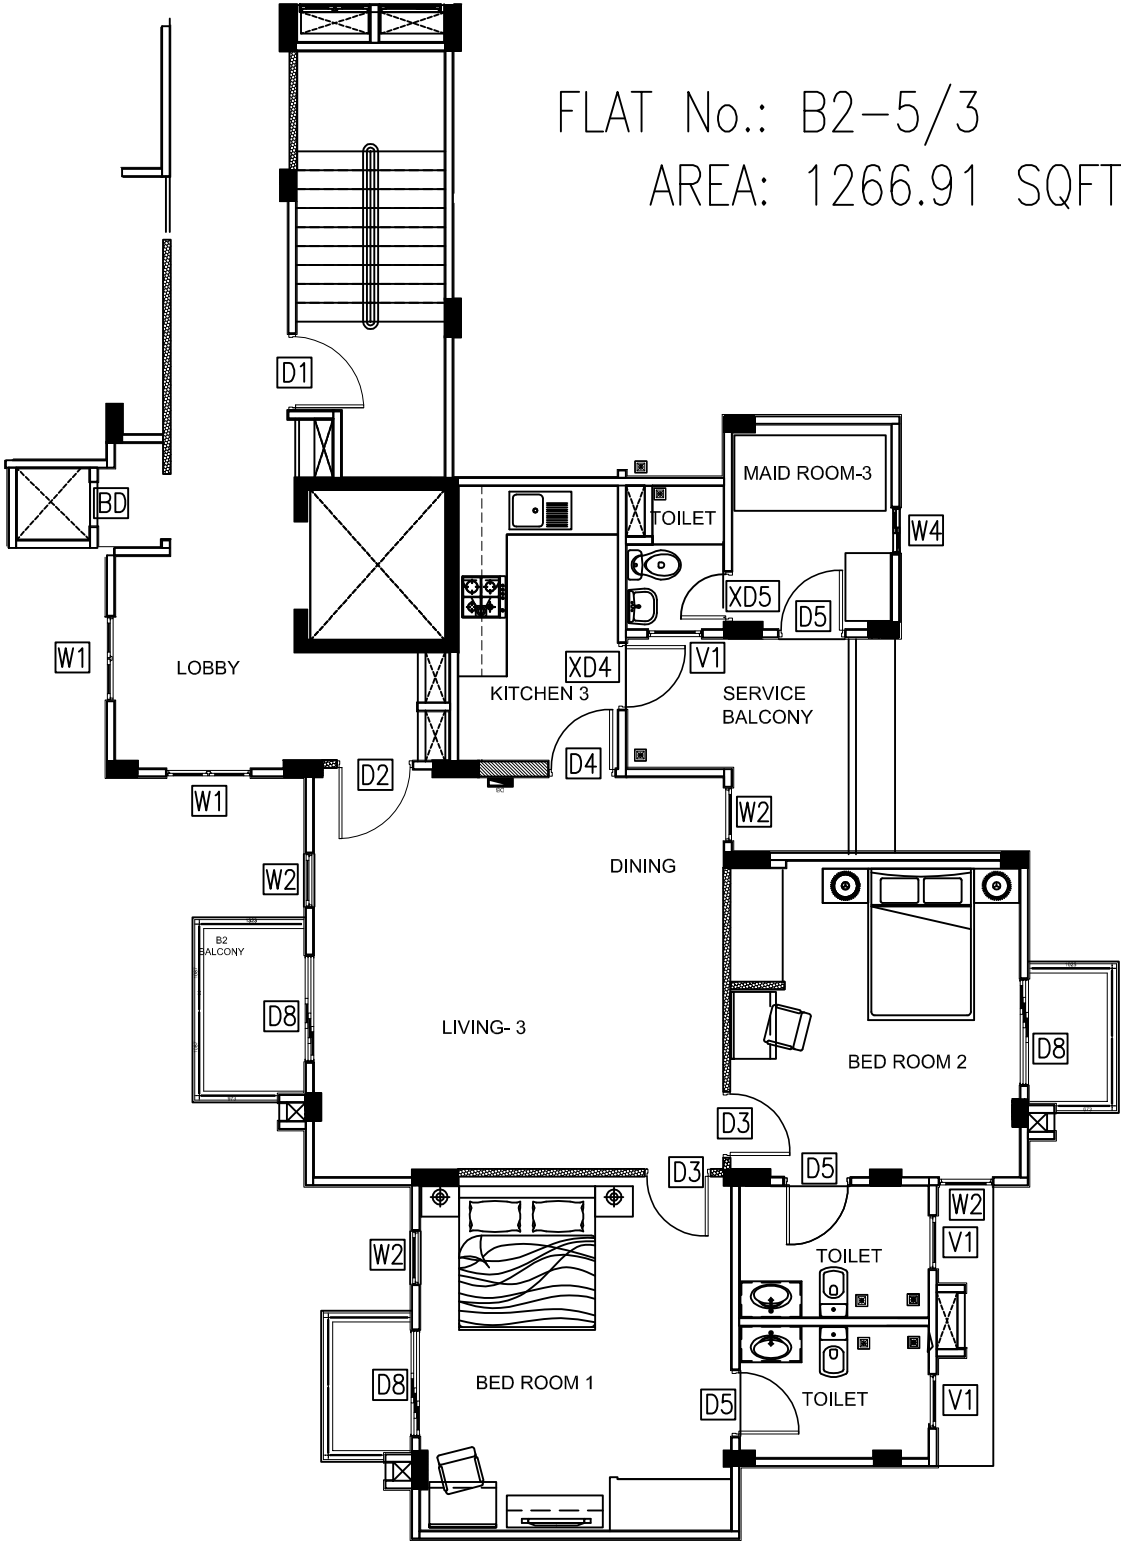 FLAT No.: B2-5/3
AREA: 1266.91 SQFT
D1
MAID ROOM-3
BD
TOILET
W4
XD5
D5
W1
LOBBY
XD4
V1
KITCHEN 3
SERVICE
BALCONY
D2
D4
W1
W2
DINING
W2
B2
BALCONY
D8
LIVING- 3
BED ROOM 2
D8
D3
D3
D5
W2
W2
TOILET
V1
D8
BED ROOM 1
D5
TOILET
V1